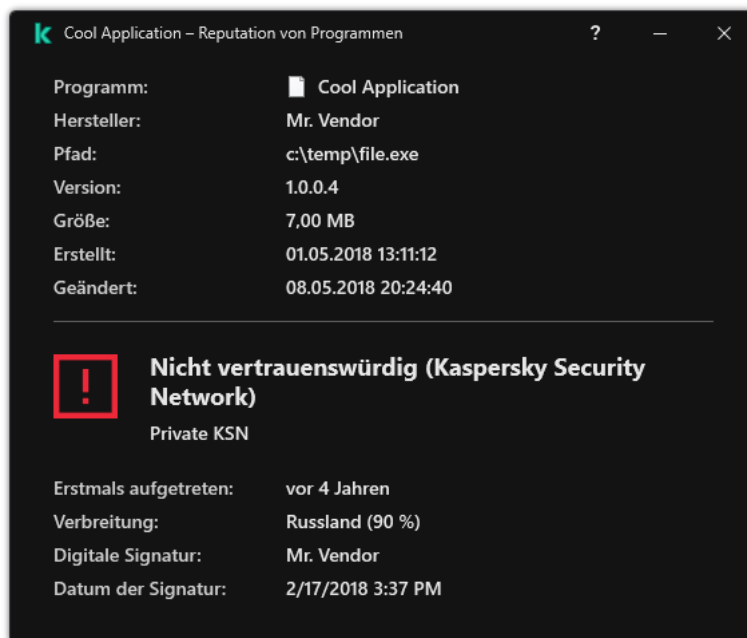 Cool Application – Reputation von Programmen ?
Programm: Cool Application
Hersteller: Mr. Vendor
Pfad: c:\temp\file.exe
Version: 1.0.0.4
Größe: 7,00 MB
Erstellt: 01.05.2018 13:11:12
Geändert: 08.05.2018 20:24:40
! Nicht vertrauenswürdig (Kaspersky Security
Network)
Private KSN
Erstmals aufgetreten: vor 4 Jahren
Verbreitung: Russland (90 %)
Digitale Signatur: Mr. Vendor
Datum der Signatur: 2/17/2018 3:37 PM